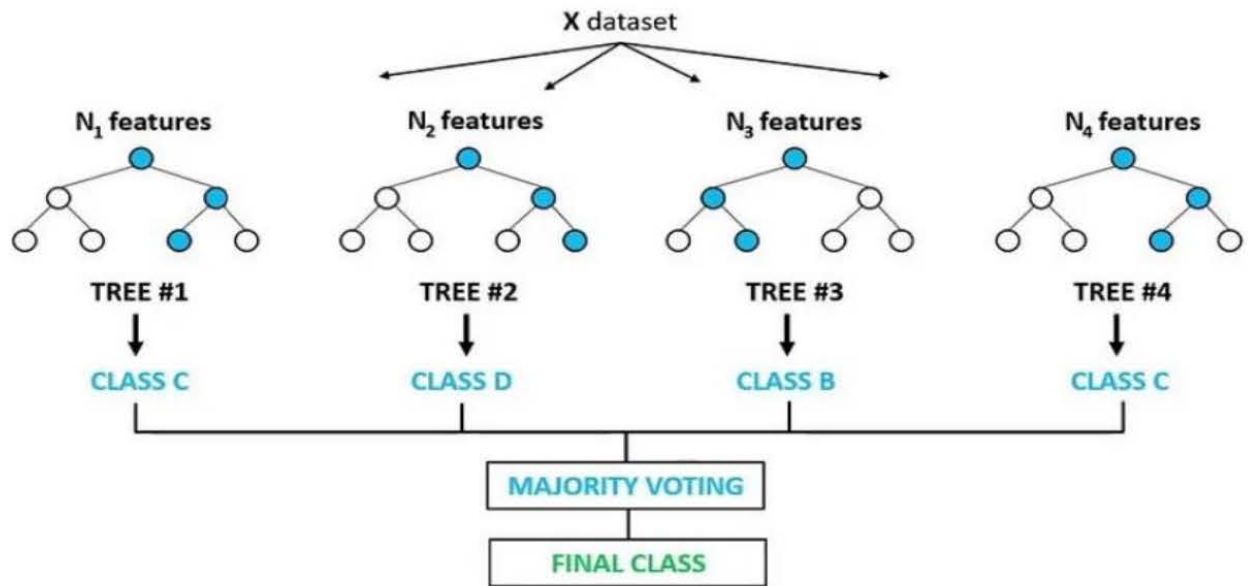 X dataset
N₁ features N₂ features N₃ features N₄ features
TREE #1 TREE #2 TREE #3 TREE #4
CLASS C CLASS D CLASS B CLASS C
MAJORITY VOTING
FINAL CLASS